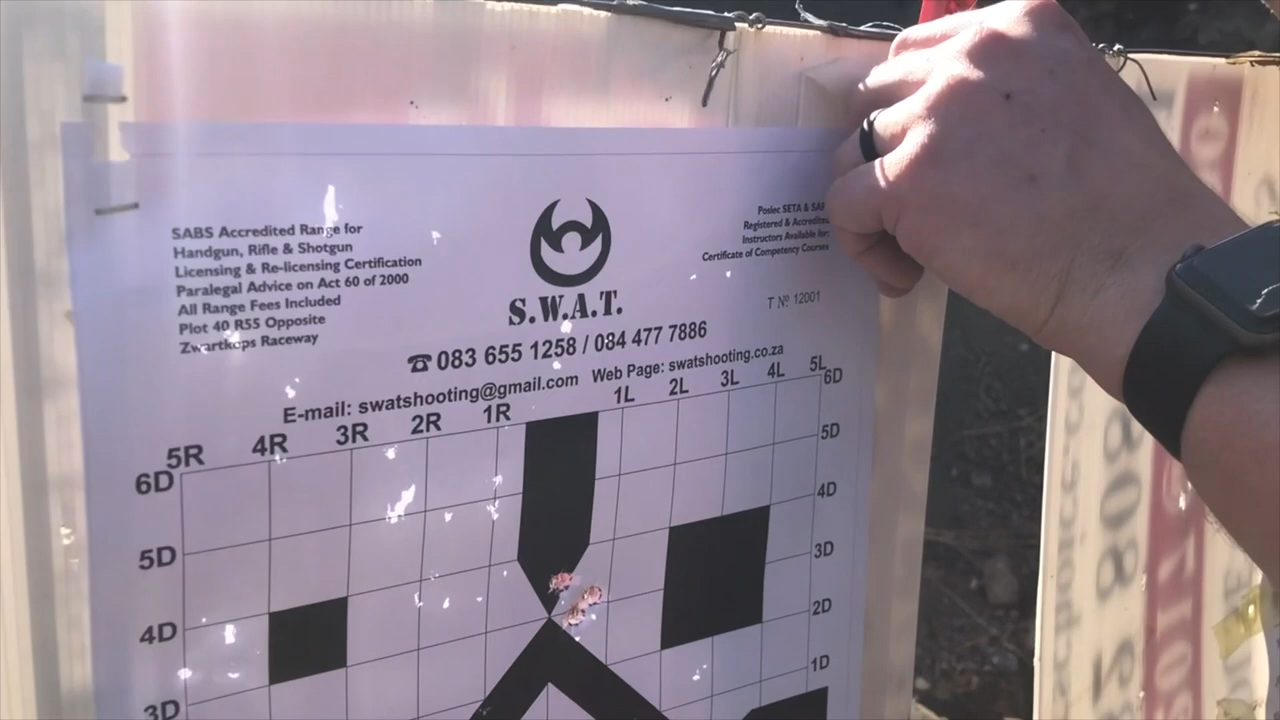 SABS Accredited Range for
Handgun, Rifle & Shotgun
Licensing & Re-licensing Certification
Paralegal Advice on Act 60 of 2000
All Range Fees Included
Plot 40 R55 Opposite
Zwartkops Raceway
S.W.A.T.
Poslec SETA & SAP
Registered & Accredited
Instructors Available for:
Certificate of Competency Courses
T Nº 12001
☎ 083 655 1258 / 084 477 7886
E-mail: swatshooting@gmail.com Web Page: swatshooting.co.za
5R 4R 3R 2R 1R 1L 2L 3L 4L 5L
6D 6D
5D 5D
4D 4D
3D 3D
2D
1D
808